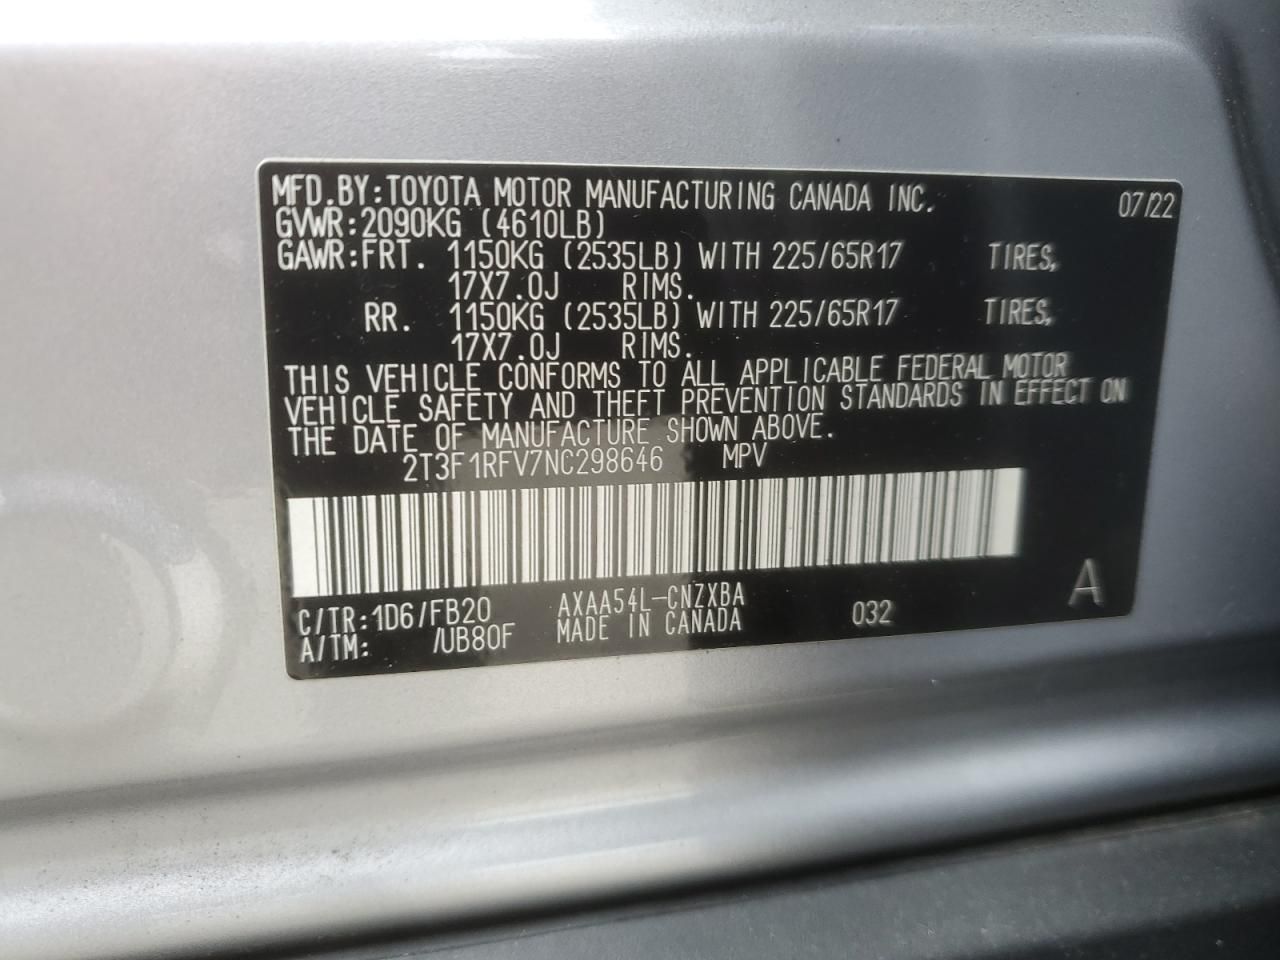 MFD.BY:TOYOTA MOTOR MANUFACTURING CANADA INC. 07/22
GVWR:2090KG (4610LB)
GAWR:FRT. 1150KG (2535LB) WITH 225/65R17 TIRES,
17X7.0J RIMS.
RR. 1150KG (2535LB) WITH 225/65R17 TIRES,
17X7.0J RIMS.
THIS VEHICLE CONFORMS TO ALL APPLICABLE FEDERAL MOTOR
VEHICLE SAFETY AND THEFT PREVENTION STANDARDS IN EFFECT ON
THE DATE OF MANUFACTURE SHOWN ABOVE.
2T3F1RFV7NC298646 MPV
C/TR:1D6/FB20 AXAA54L-CNZXBA 032 A
A/TM: /UB80F MADE IN CANADA